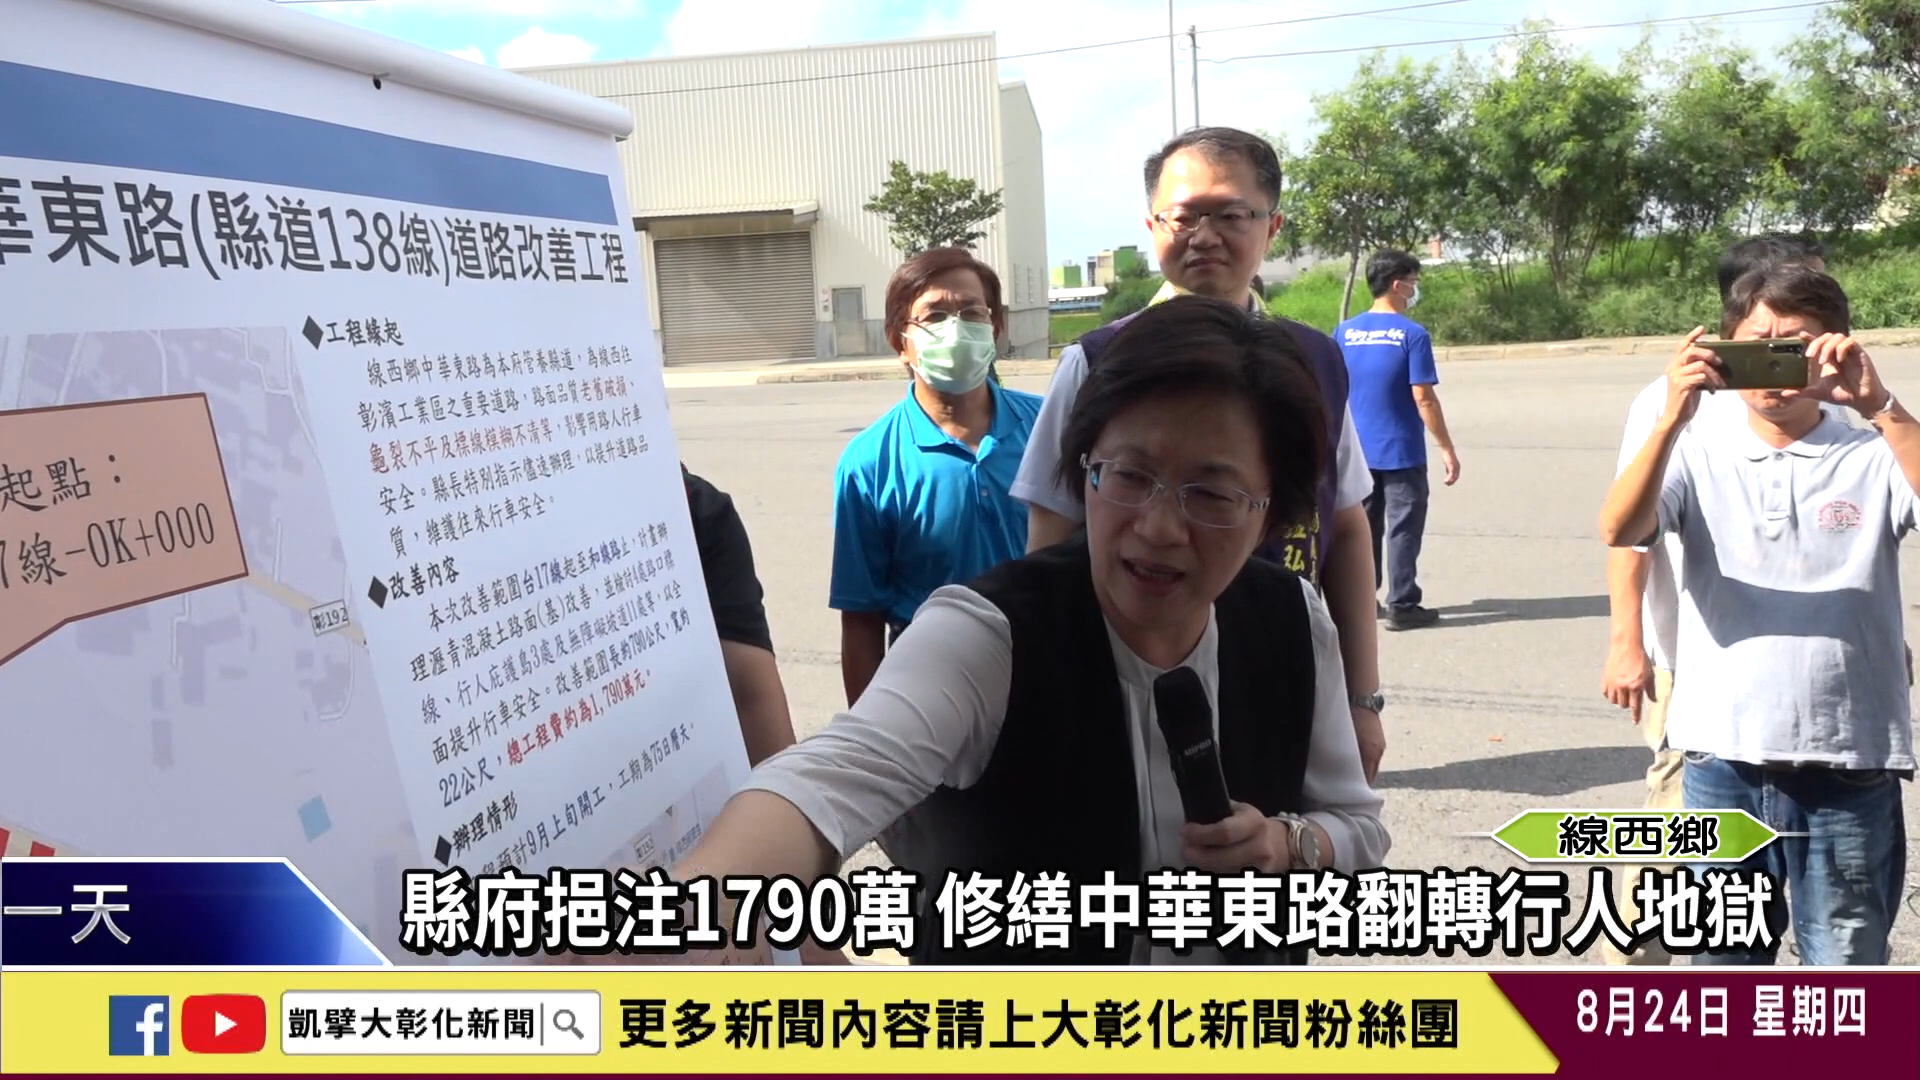 華東路(縣道138線)道路改善工程
◆工程緣起
線西鄉中華東路為本府管養縣道，為線西往
彰濱工業區之重要道路，路面品質老舊破損、
龜裂不平及標線模糊不清等，影響用路人行車
安全。縣長特別指示儘速辦理，以提升道路品
質，維護往來行車安全。
◆改善內容
本次改善範圍台17線起至和線路止，計畫辦
理瀝青混凝土路面(基)改善，並檢討4處路口標
線、行人庇護島3處及無障礙坡道11處等，以全
面提升行車安全。改善範圍長約790公尺，寬約
22公尺，總工程費約為1,790萬元。
◆辦理情形
預計9月上旬開工，工期為75日曆天。
起點：
7線-0K+000
彰192
Enjoy your life
MIPRO
弘
線西鄉
一天
縣府挹注1790萬 修繕中華東路翻轉行人地獄
凱擘大彰化新聞
更多新聞內容請上大彰化新聞粉絲團
8月24日 星期四